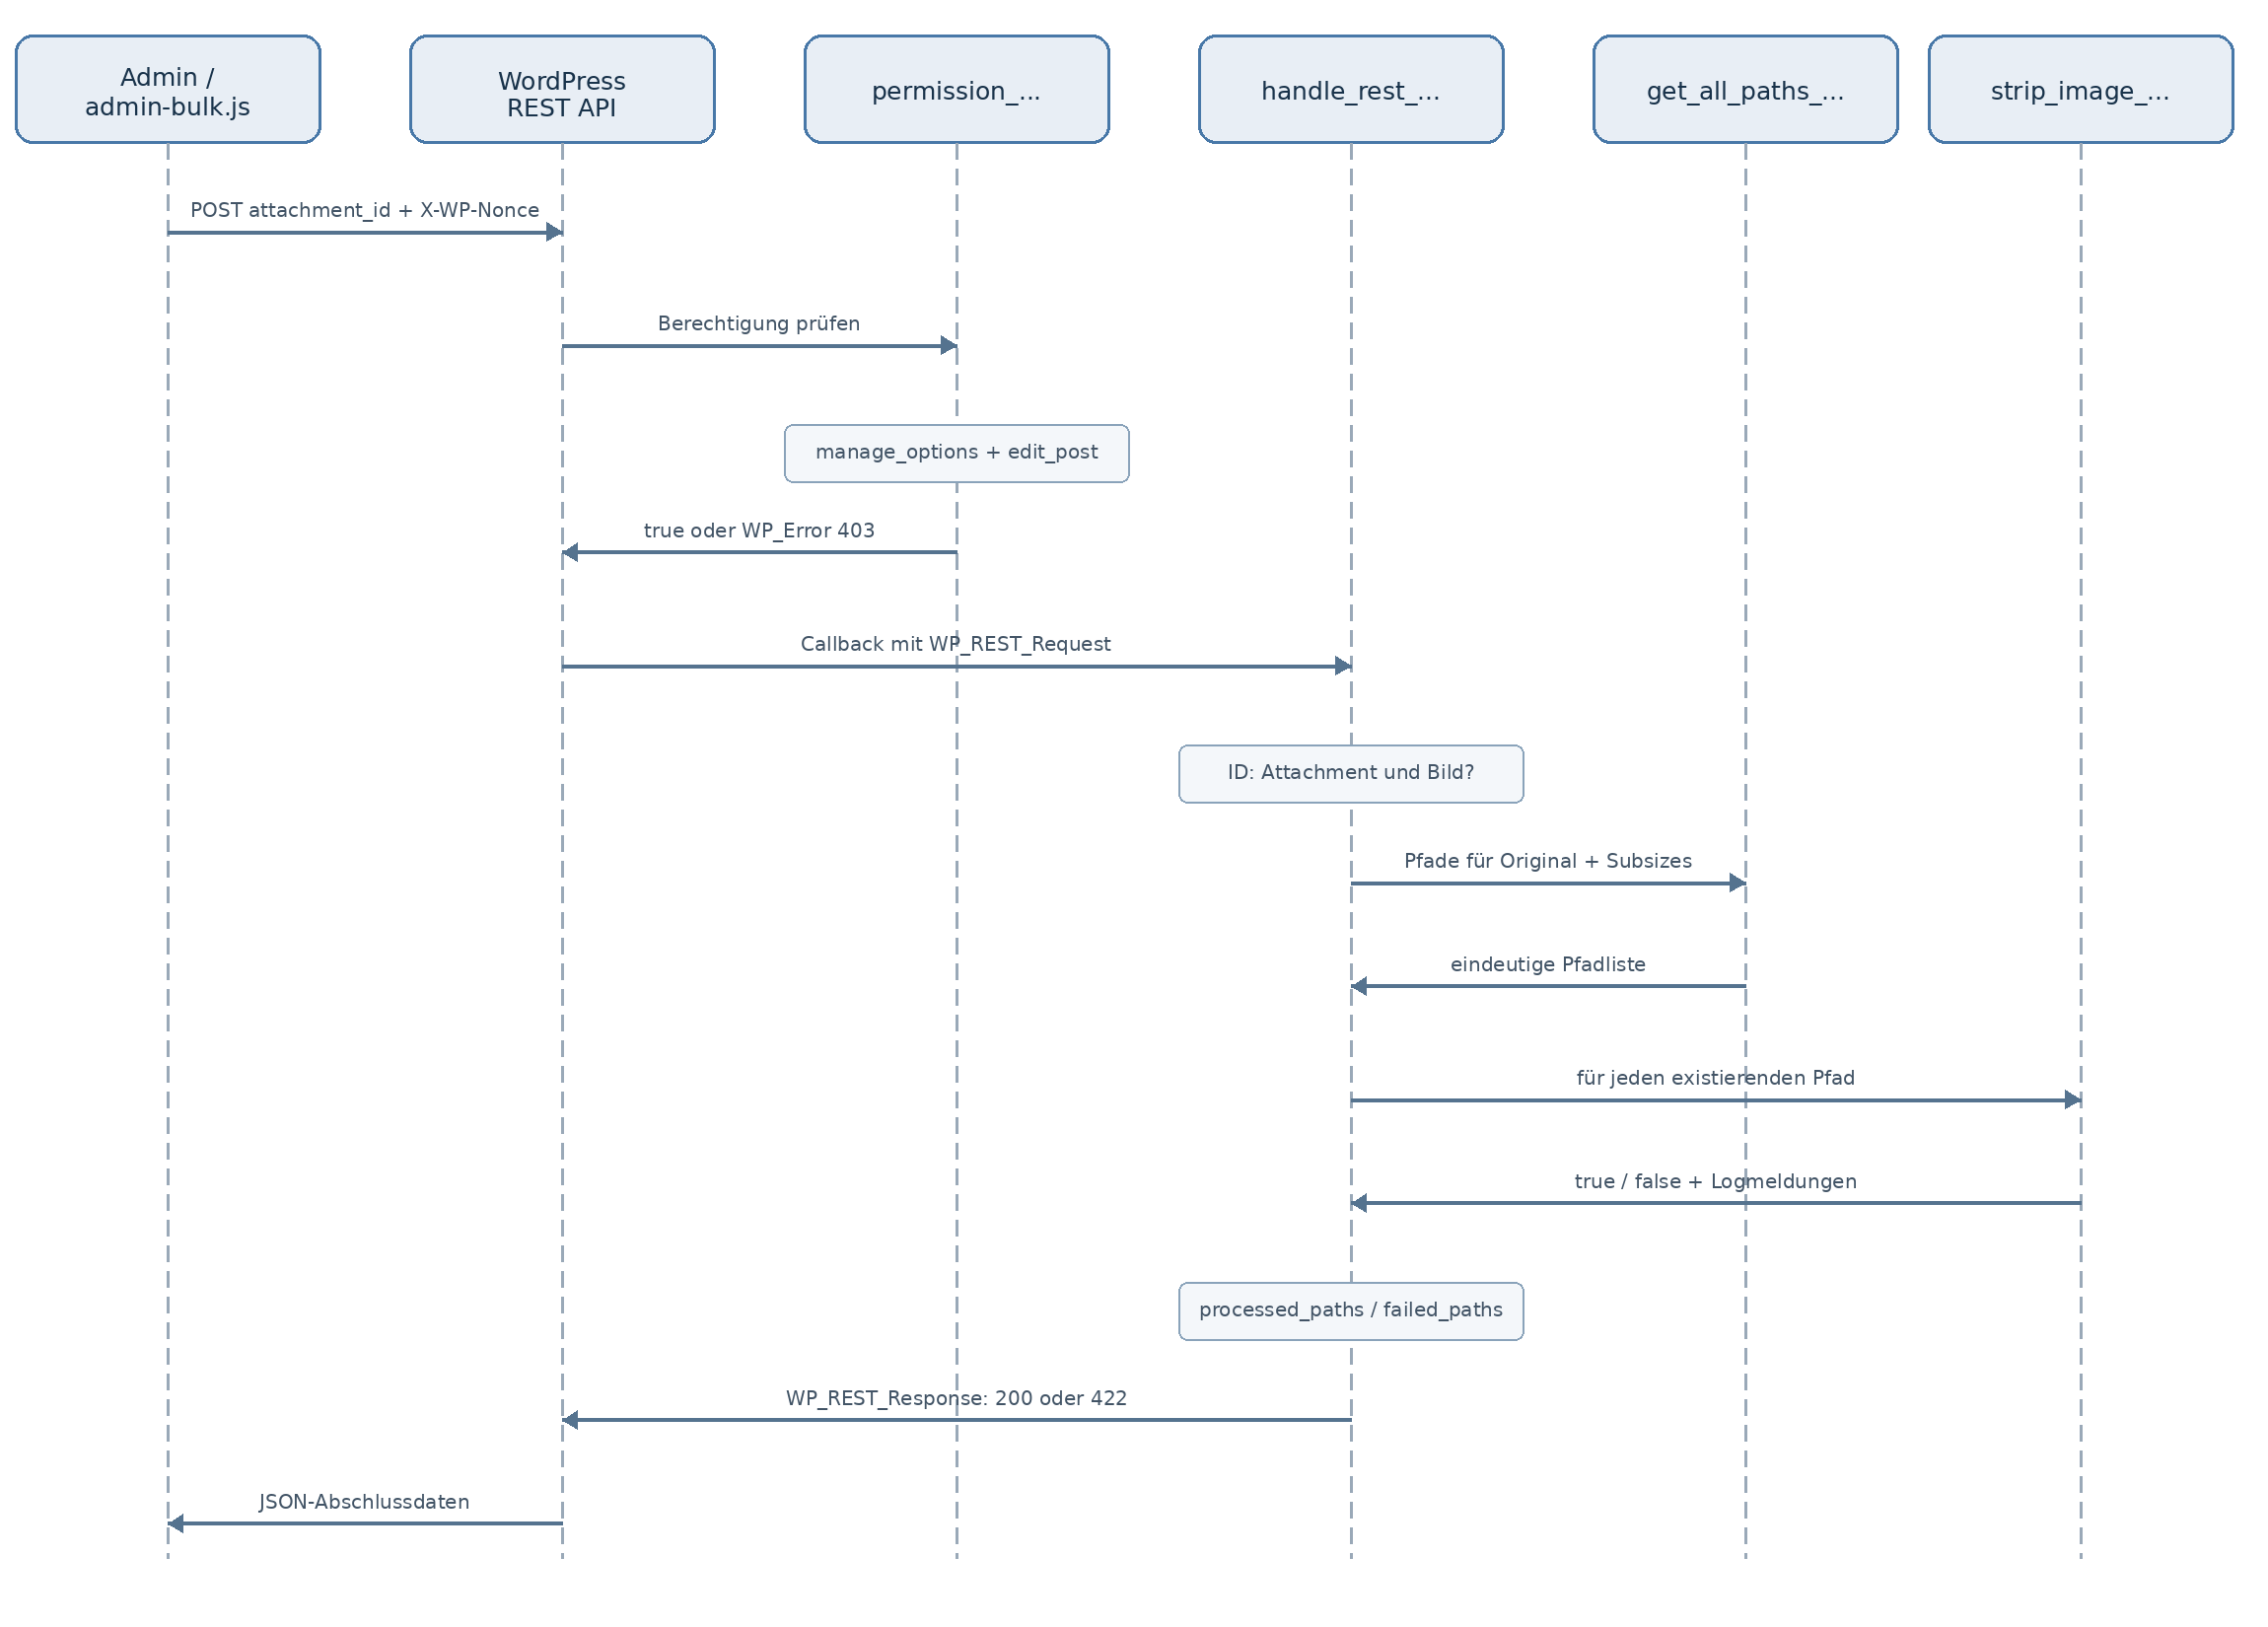 Admin /
admin-bulk.js
WordPress
REST API
permission_...
handle_rest_...
get_all_paths_...
strip_image_...
POST attachment_id + X-WP-Nonce
Berechtigung prüfen
manage_options + edit_post
true oder WP_Error 403
Callback mit WP_REST_Request
ID: Attachment und Bild?
Pfade für Original + Subsizes
eindeutige Pfadliste
für jeden existierenden Pfad
true / false + Logmeldungen
processed_paths / failed_paths
WP_REST_Response: 200 oder 422
JSON-Abschlussdaten